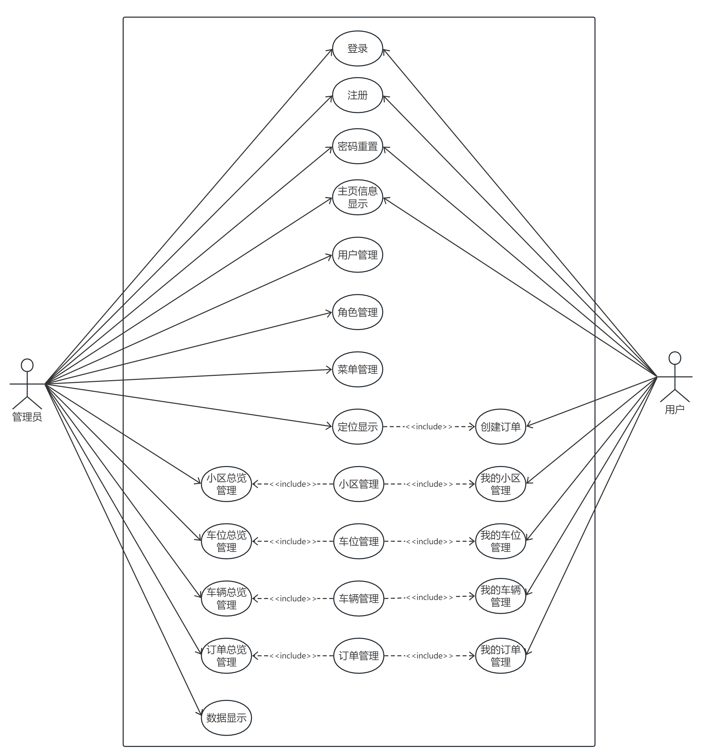 登录
注册
密码重置
主页信息
显示
用户管理
角色管理
菜单管理
管理员
用户
定位显示
<<include>>
创建订单
小区总览
管理
<<include>>
小区管理
<<include>>
我的小区
管理
车位总览
管理
<<include>>
车位管理
<<include>>
我的车位
管理
车辆总览
管理
<<include>>
车辆管理
<<include>>
我的车辆
管理
订单总览
管理
<<include>>
订单管理
<<include>>
我的订单
管理
数据显示